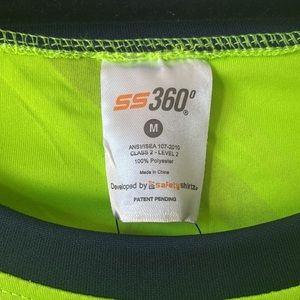 SS360°
M
ANSI/ISEA 107-2010
CLASS 2 - LEVEL 2
100% Polyester
Made in China
Developed by safetyshirtz
PATENT PENDING